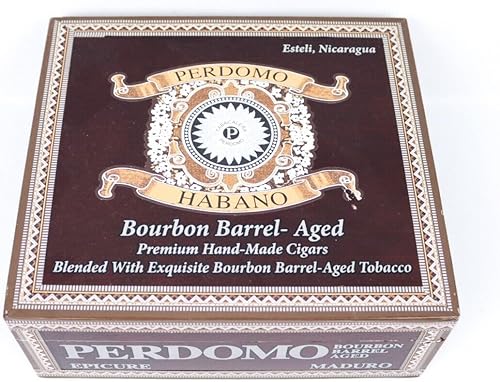 Esteli, Nicaragua
PERDOMO
P
HABANO
Bourbon Barrel- Aged
Premium Hand-Made Cigars
Blended With Exquisite Bourbon Barrel-Aged Tobacco
PERDOMO
BOURBON
BARREL
AGED
EPICURE
MADURO